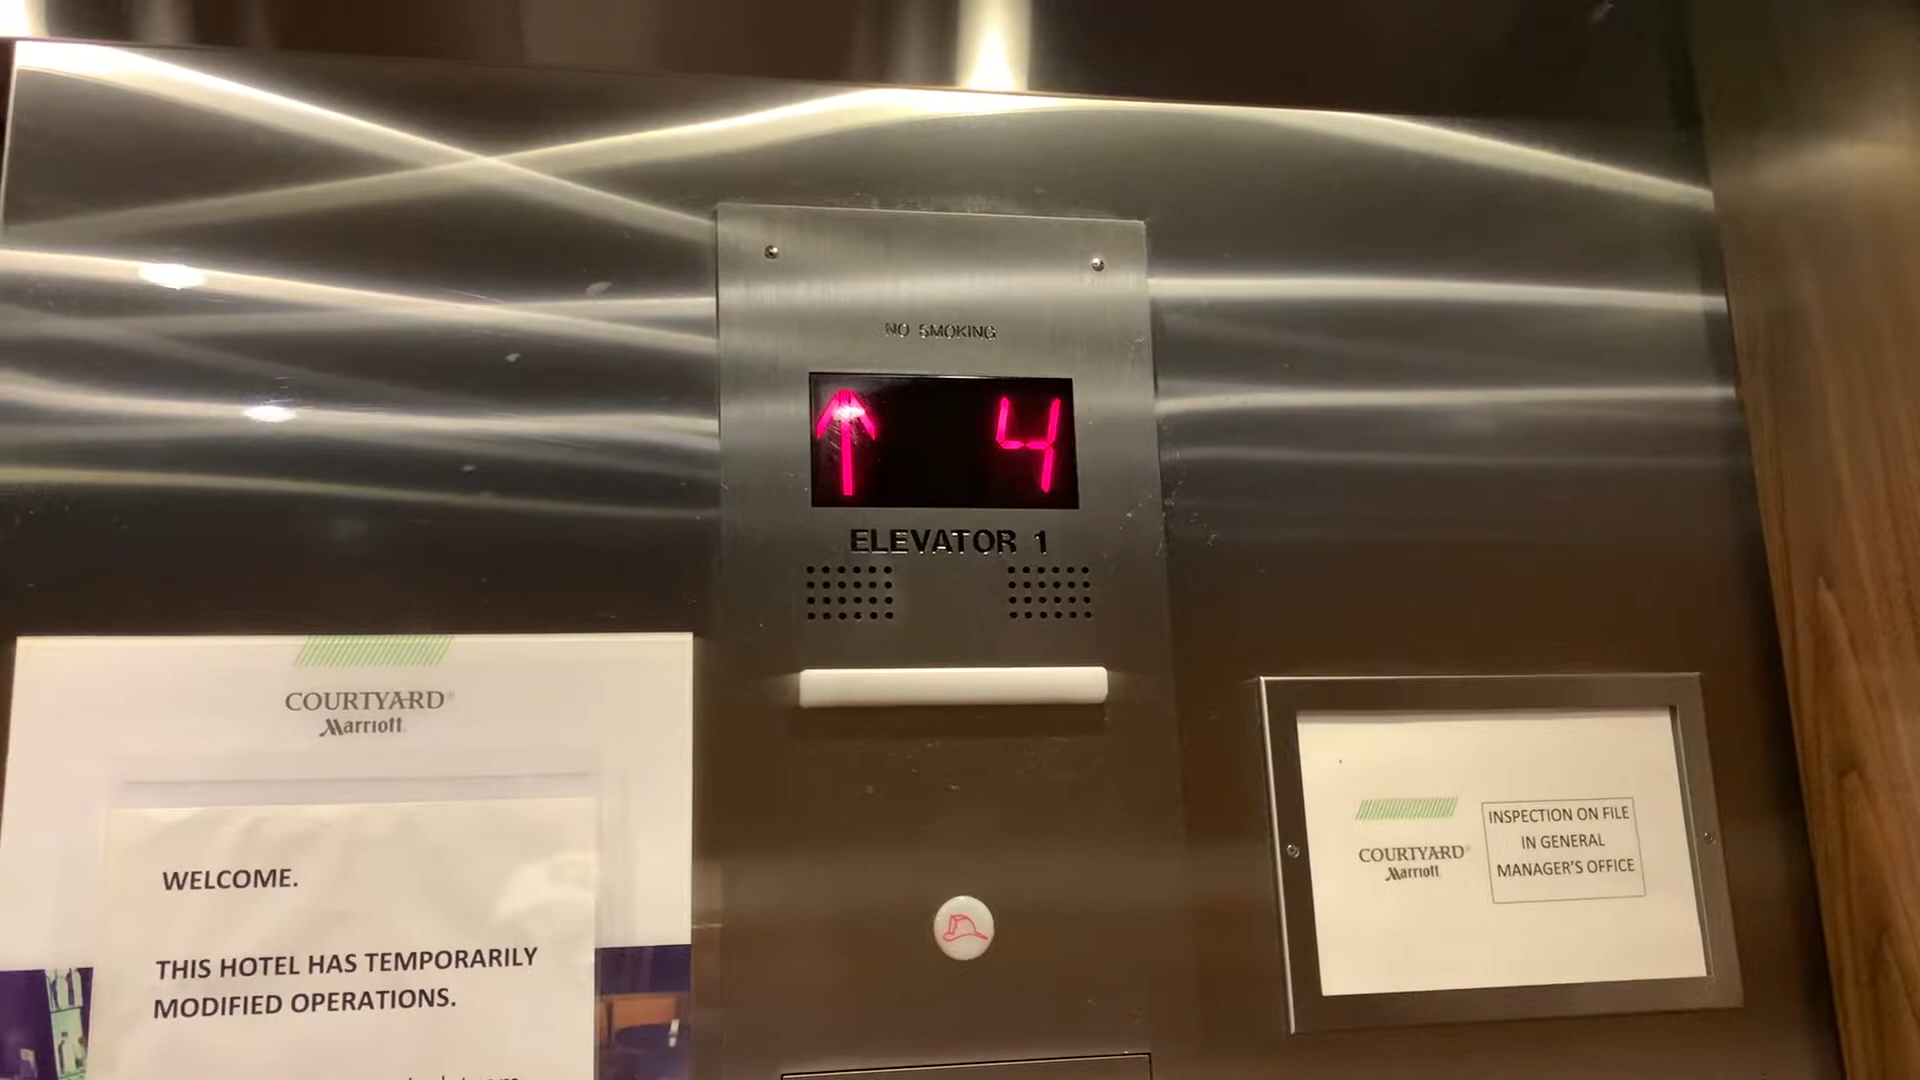 NO SMOKING
↑ 4
ELEVATOR 1
COURTYARD®
Marriott
WELCOME.
THIS HOTEL HAS TEMPORARILY
MODIFIED OPERATIONS.
COURTYARD®
Marriott
INSPECTION ON FILE
IN GENERAL
MANAGER'S OFFICE